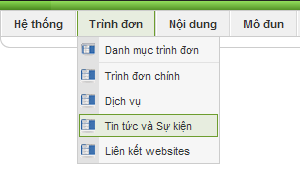 Hệ thống Trình đơn Nội dung Mô đun
Danh mục trình đơn
Trình đơn chính
Dịch vụ
Tin tức và Sự kiện
Liên kết websites